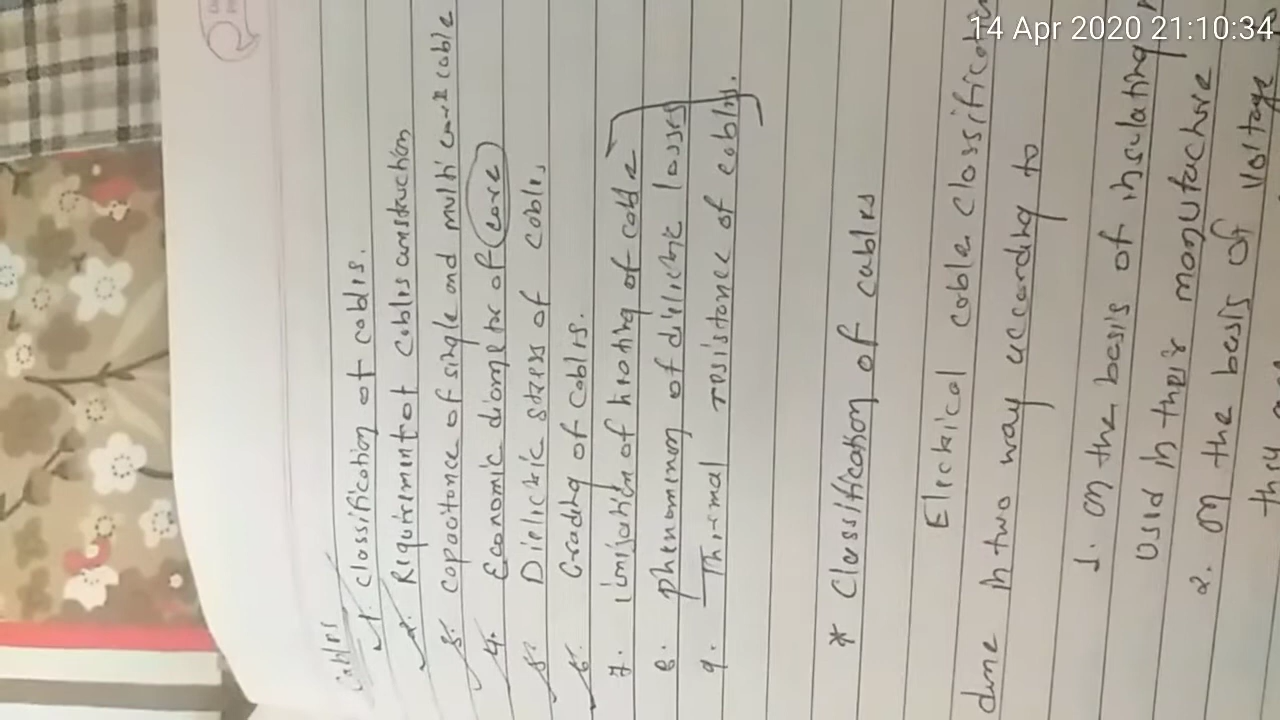 14 Apr 2020 21:10:34
Cables
1. Classification of cables.
2. Requirement of cables construction
3. Capacitance of single and multi core cable
4. Economic diameter of core
5. Dielectric stress of cables
6. Grading of cables.
7. Limitation of heating of cable
8. phenomenon of dielectric losses
9. Thermal resistance of cables.
* Classification of cables
Electrical cable classification
done in two way according to
1. on the basis of insulating
used in their manufacture
2. on the basis of voltage
they